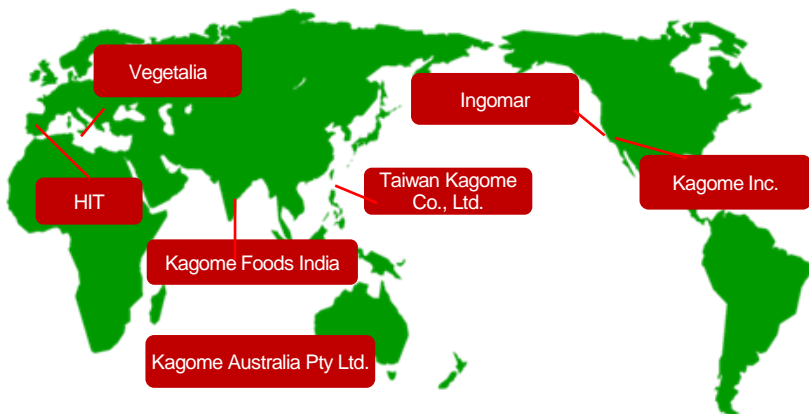 Vegetalia
Ingomar
Kagome Inc.
Taiwan Kagome
Co., Ltd.
HIT
Kagome Foods India
Kagome Australia Pty Ltd.